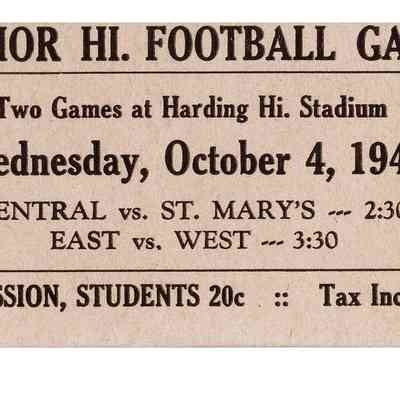 IOR HI. FOOTBALL GA
Two Games at Harding Hi. Stadium
ednesday, October 4, 194
ENTRAL vs. ST. MARY'S --- 2:30
EAST vs. WEST --- 3:30
SSION, STUDENTS 20c :: Tax Inc